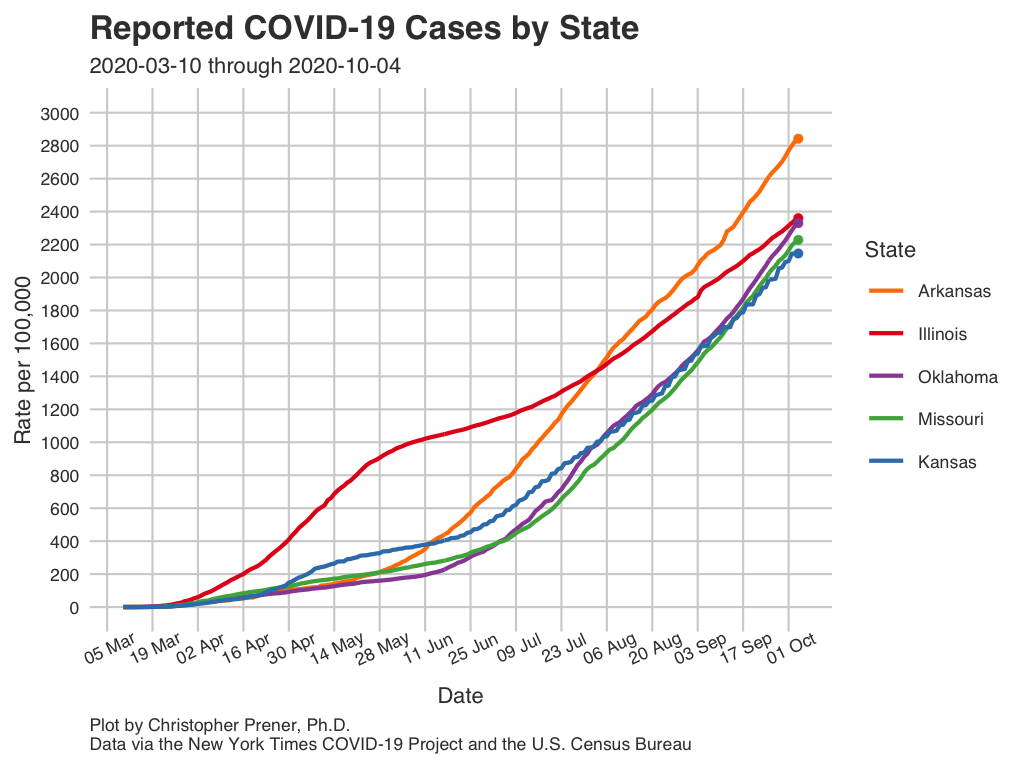 Reported COVID-19 Cases by State
2020-03-10 through 2020-10-04
Rate per 100,000
3000
2800
2600
2400
2200
2000
1800
1600
1400
1200
1000
800
600
400
200
0
05 Mar
19 Mar
02 Apr
16 Apr
30 Apr
14 May
28 May
11 Jun
25 Jun
09 Jul
23 Jul
06 Aug
20 Aug
03 Sep
17 Sep
01 Oct
Date
State
Arkansas
Illinois
Oklahoma
Missouri
Kansas
Plot by Christopher Prener, Ph.D.
Data via the New York Times COVID-19 Project and the U.S. Census Bureau